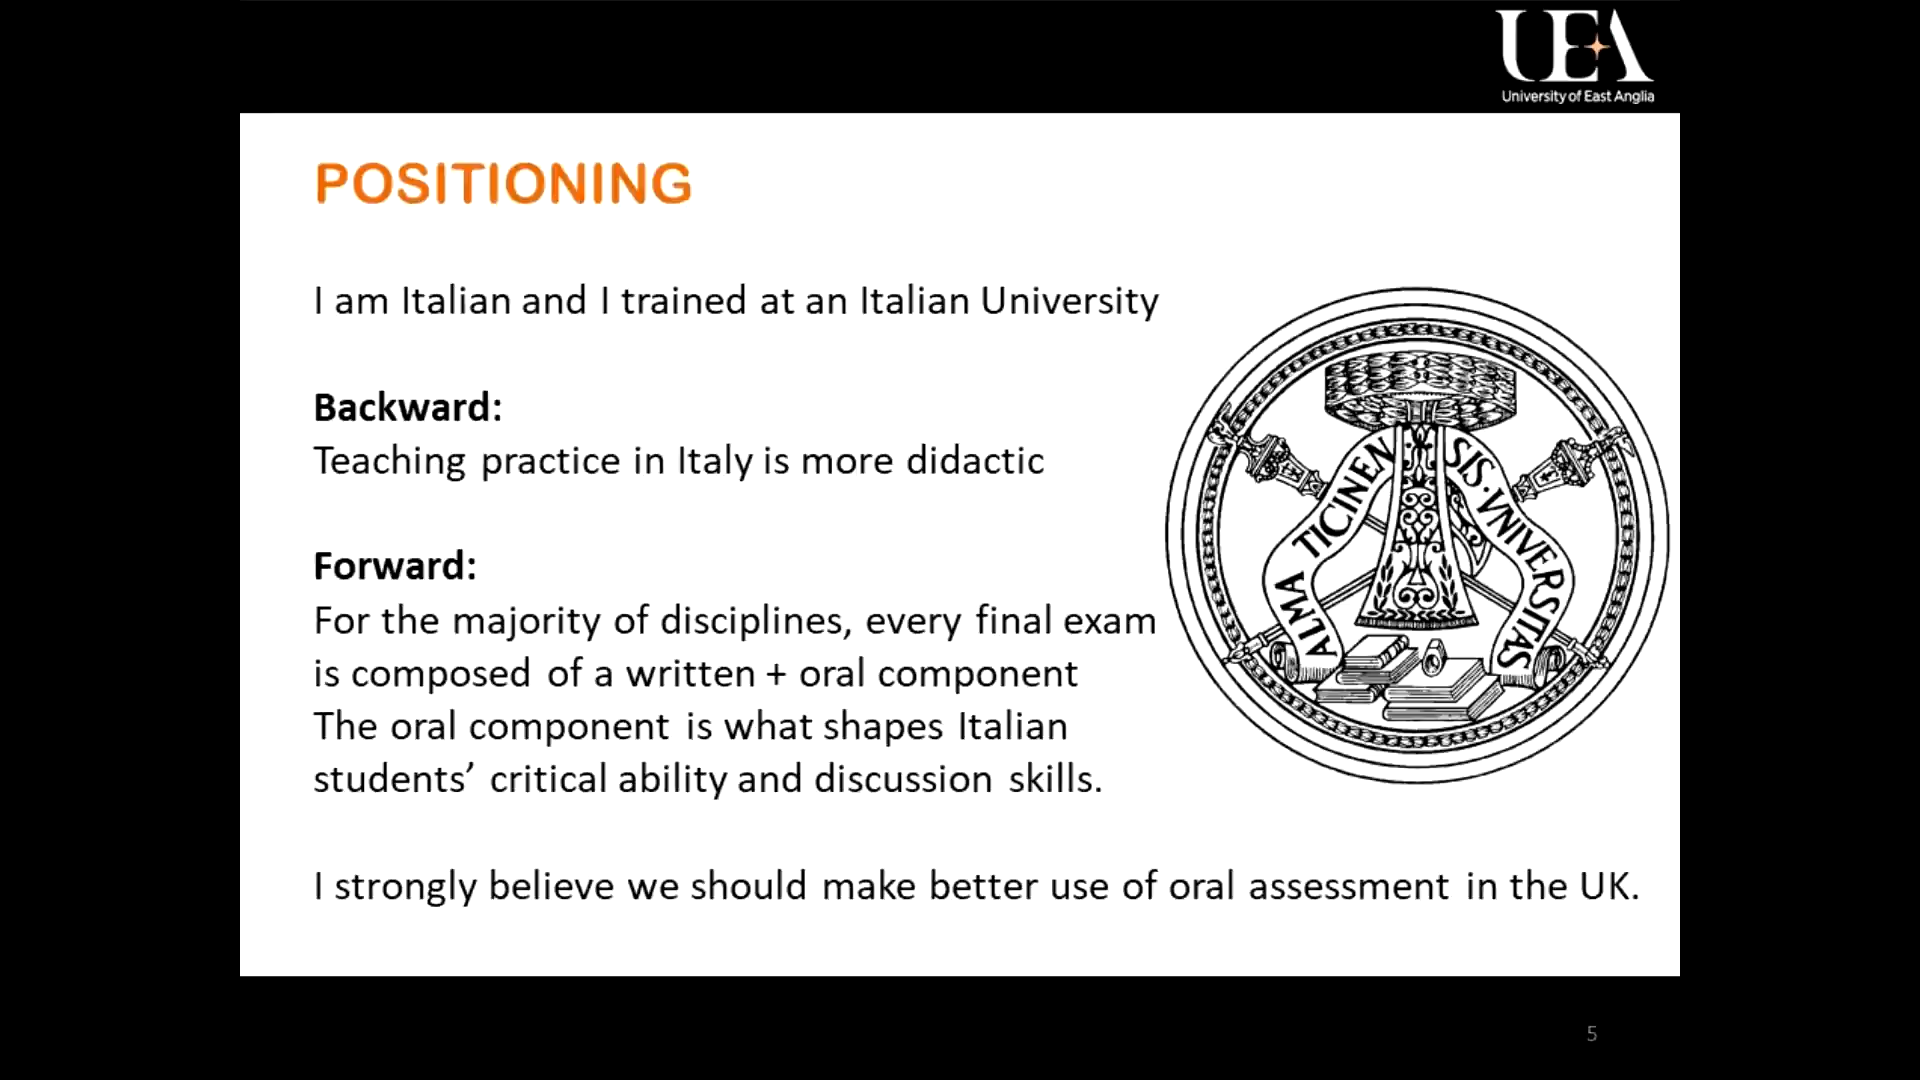 UEA
University of East Anglia
POSITIONING
I am Italian and I trained at an Italian University
Backward:
Teaching practice in Italy is more didactic
Forward:
For the majority of disciplines, every final exam
is composed of a written + oral component
The oral component is what shapes Italian
students’ critical ability and discussion skills.
ALMA TICINEN SIS·VNIVERSITAS
I strongly believe we should make better use of oral assessment in the UK.
5